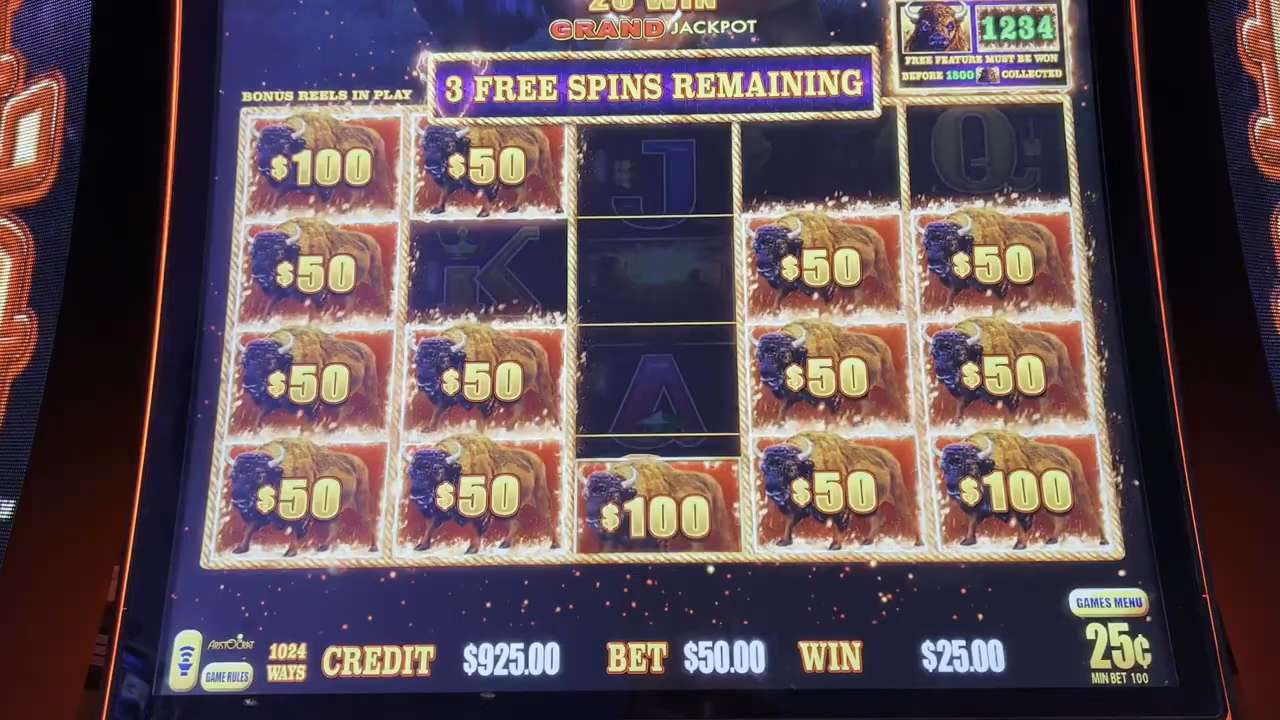 20 WIN
GRAND JACKPOT
1234
FREE FEATURE MUST BE WON
BEFORE 1800 COLLECTED
BONUS REELS IN PLAY
3 FREE SPINS REMAINING
$100
$50
J
Q
$50
K
$50
$50
$50
$50
A
$50
$50
$50
$50
$100
$50
$100
GAMES MENU
ARISTOCRAT
GAME RULES
1024
WAYS
CREDIT
$925.00
BET
$50.00
WIN
$25.00
25¢
MIN BET 100